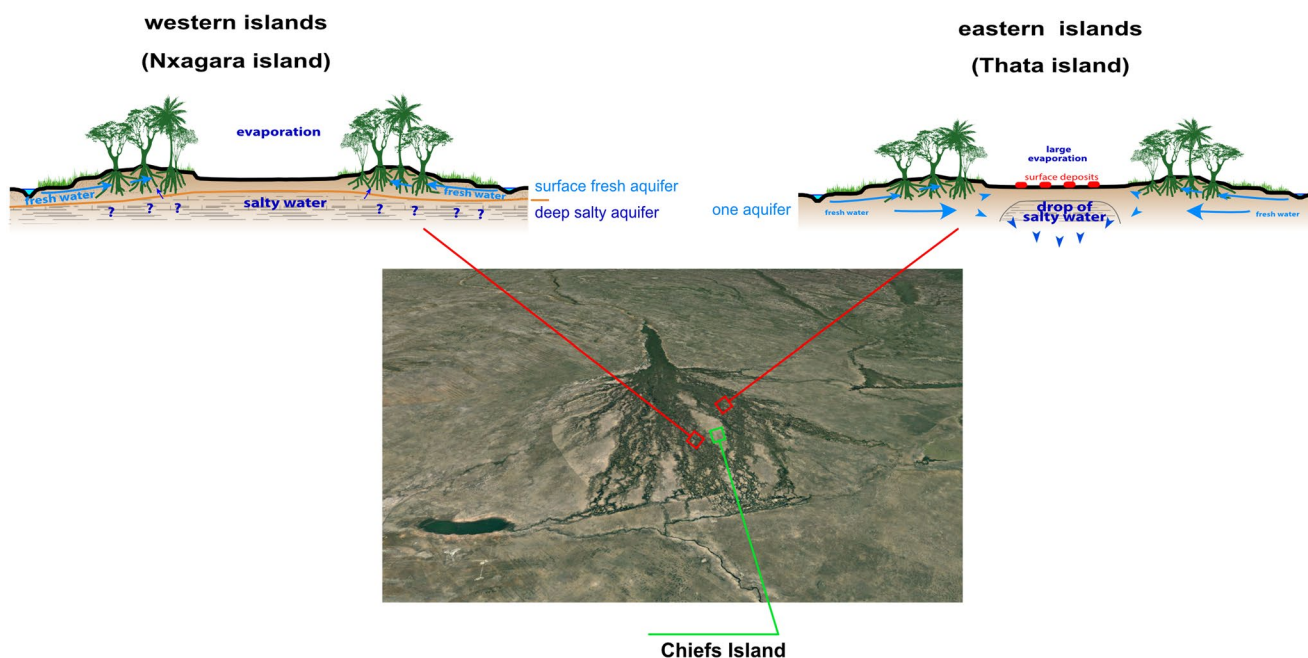 western islands
(Nxagara island)
eastern islands
(Thata island)
evaporation
fresh water
fresh water
salty water
? ? ? ? ? ?
surface fresh aquifer
deep salty aquifer
large
evaporation
surface deposits
one aquifer
fresh water
drop of
salty water
fresh water
Chiefs Island